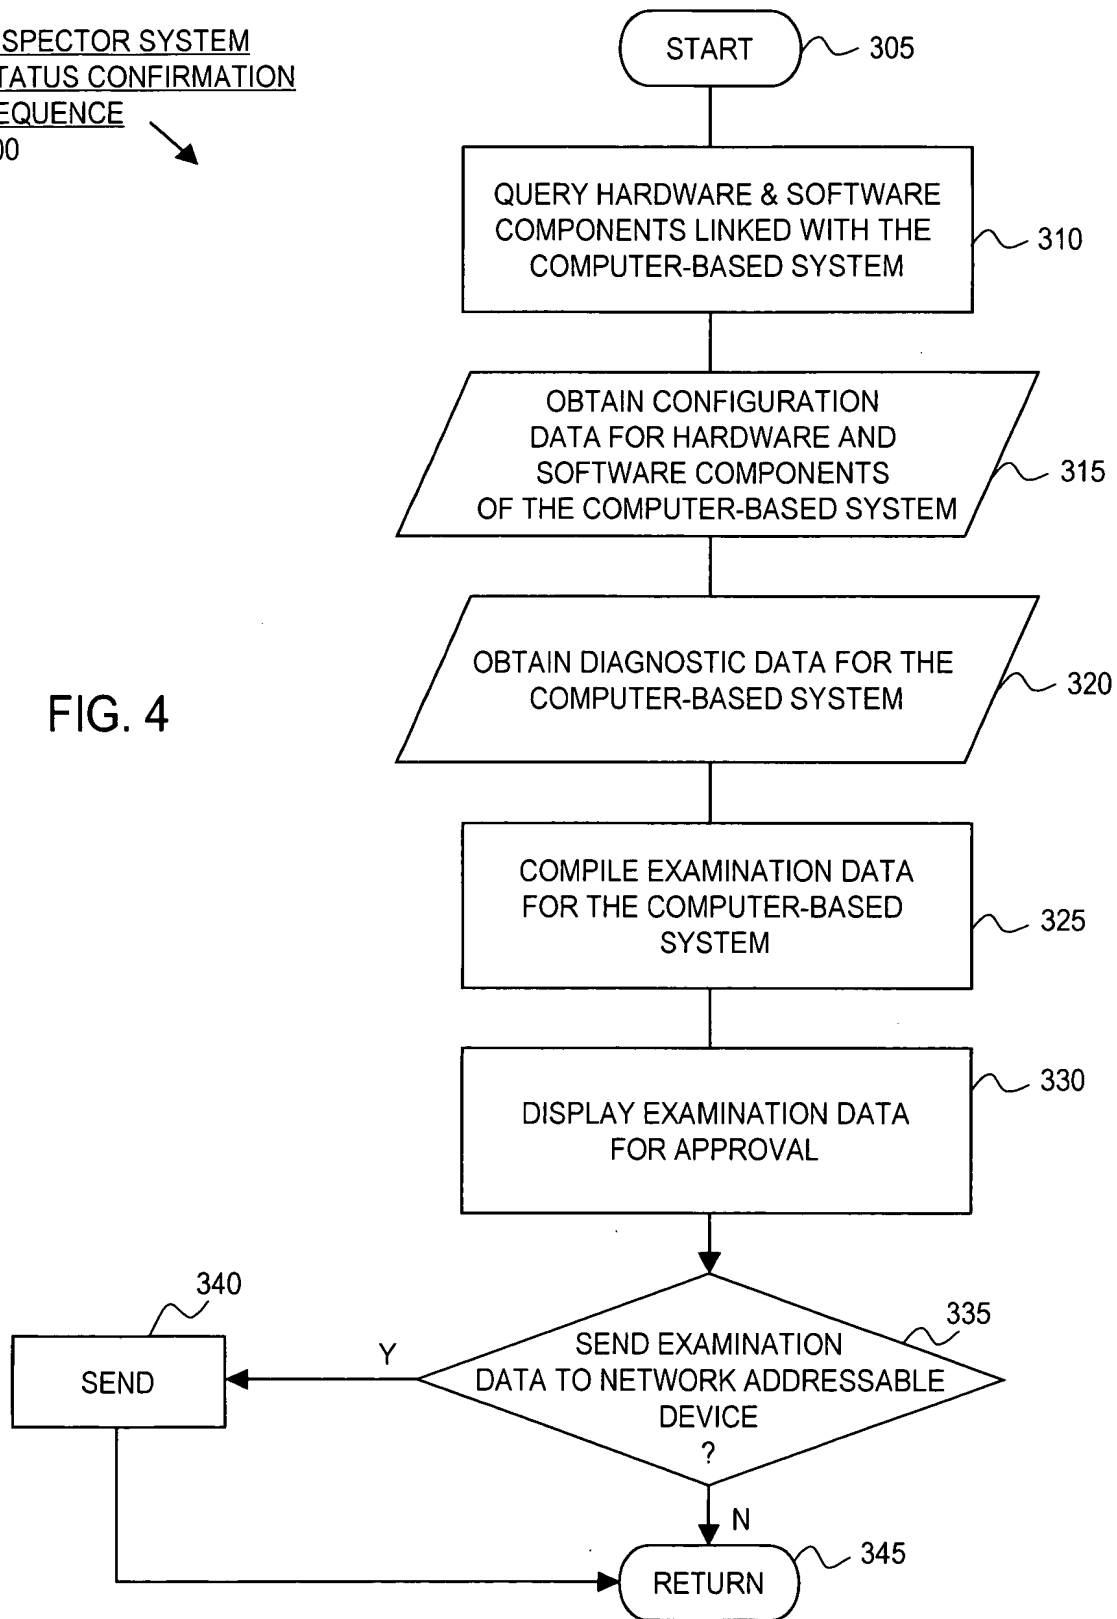 SPECTOR SYSTEM
TATUS CONFIRMATION
EQUENCE
00
START
305
QUERY HARDWARE & SOFTWARE
COMPONENTS LINKED WITH THE
COMPUTER-BASED SYSTEM
310
OBTAIN CONFIGURATION
DATA FOR HARDWARE AND
SOFTWARE COMPONENTS
OF THE COMPUTER-BASED SYSTEM
315
OBTAIN DIAGNOSTIC DATA FOR THE
COMPUTER-BASED SYSTEM
320
FIG. 4
COMPILE EXAMINATION DATA
FOR THE COMPUTER-BASED
SYSTEM
325
DISPLAY EXAMINATION DATA
FOR APPROVAL
330
SEND EXAMINATION
DATA TO NETWORK ADDRESSABLE
DEVICE
?
335
Y
340
SEND
N
RETURN
345